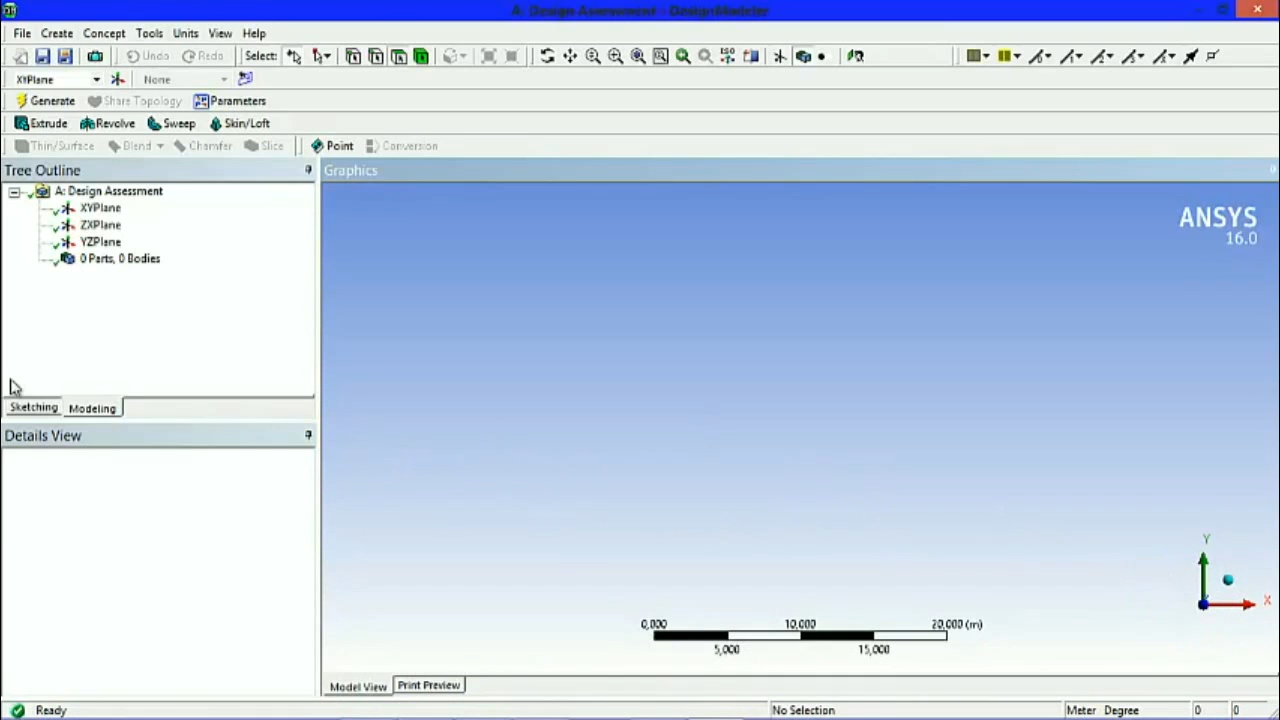 A: Design Assessment - DesignModeler
File Create Concept Tools Units View Help
Undo Redo Select:
XYPlane None
Generate Share Topology Parameters
Extrude Revolve Sweep Skin/Loft
Thin/Surface Blend Chamfer Slice Point Conversion
Tree Outline
Graphics
A: Design Assessment
XYPlane
ZXPlane
YZPlane
0 Parts, 0 Bodies
ANSYS
16.0
Sketching Modeling
Details View
Y
X
0,000 10,000 20,000 (m)
5,000 15,000
Model View Print Preview
Ready No Selection Meter Degree 0 0